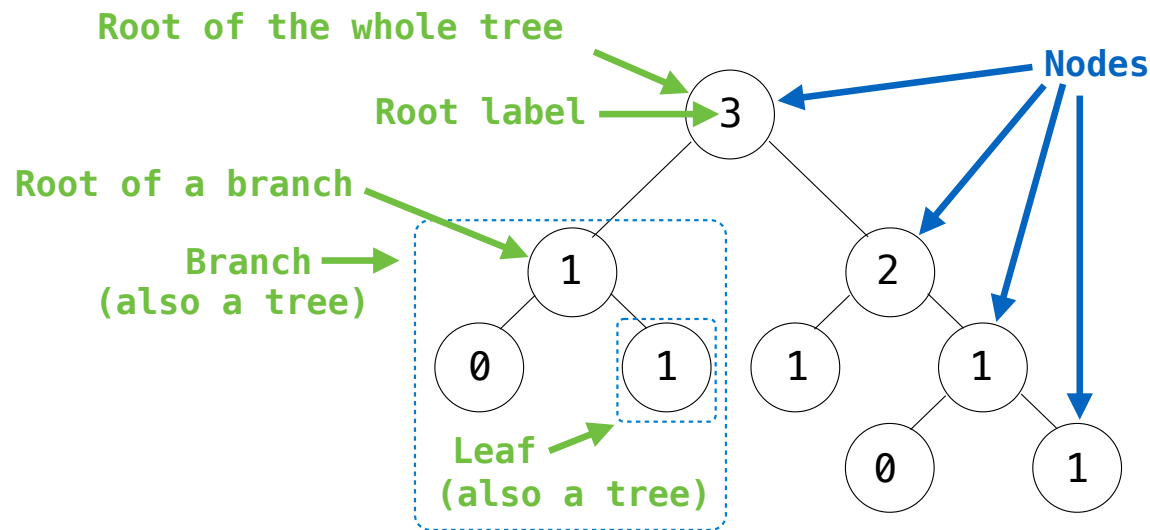 Root of the whole tree
Nodes
Root label
3
Root of a branch
Branch
(also a tree)
1
2
0
1
1
1
Leaf
(also a tree)
0
1